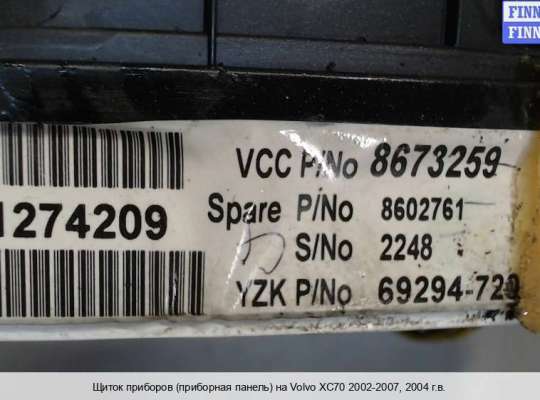 FINN
FINN
VCC P/No 8673259
1274209
Spare P/No 8602761
S/No 2248
YZK P/No 69294-720
Щиток приборов (приборная панель) на Volvo XC70 2002-2007, 2004 г.в.